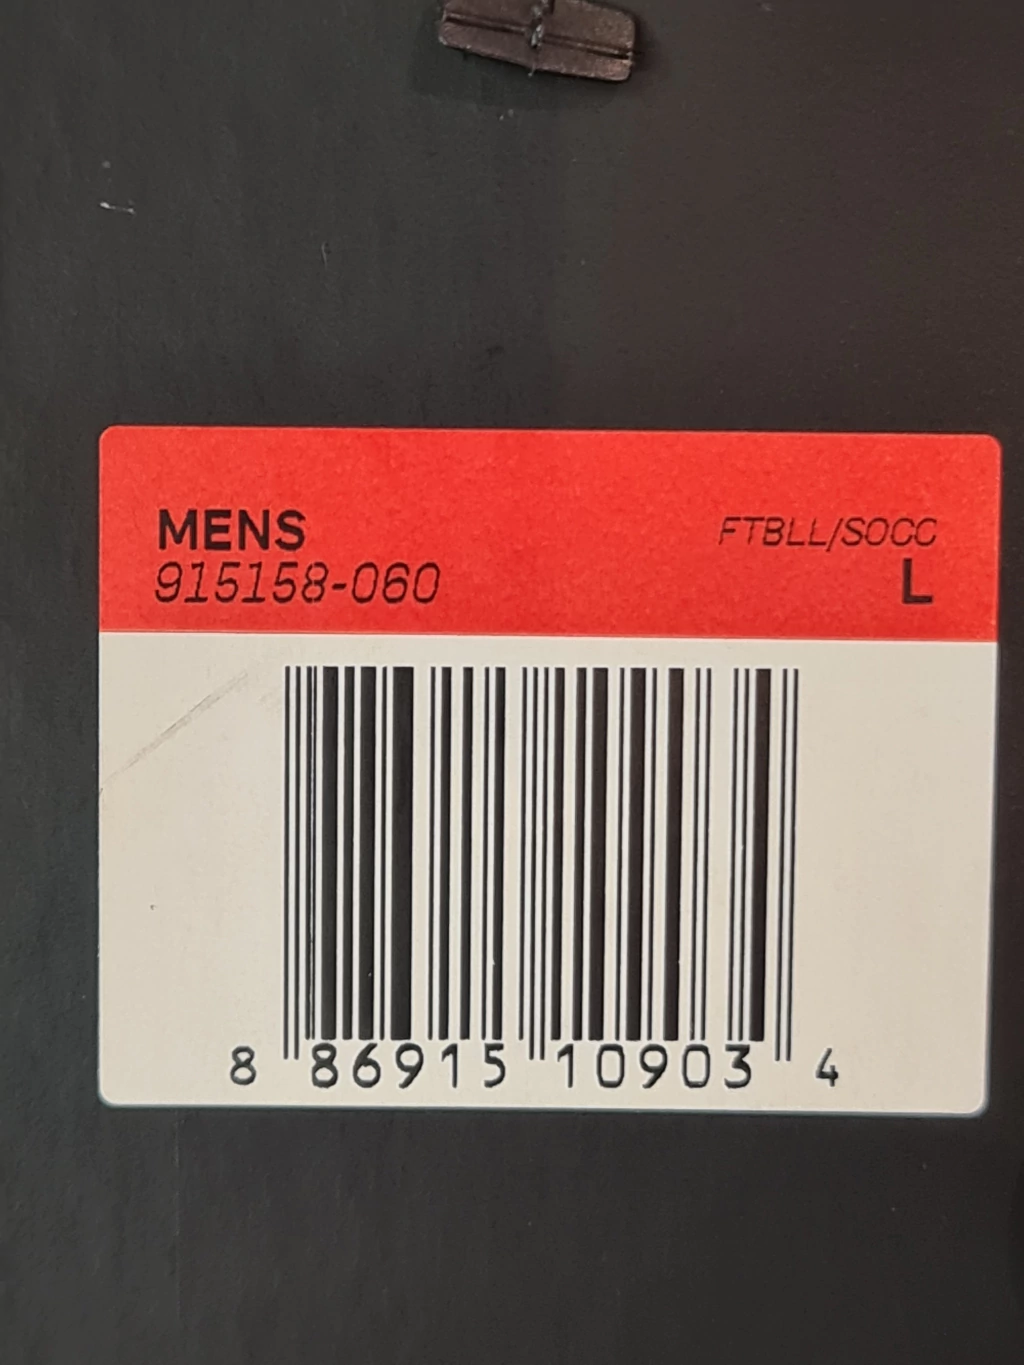 MENS
FTBLL/SOCC
915158-060
L
8 86915 10903 4